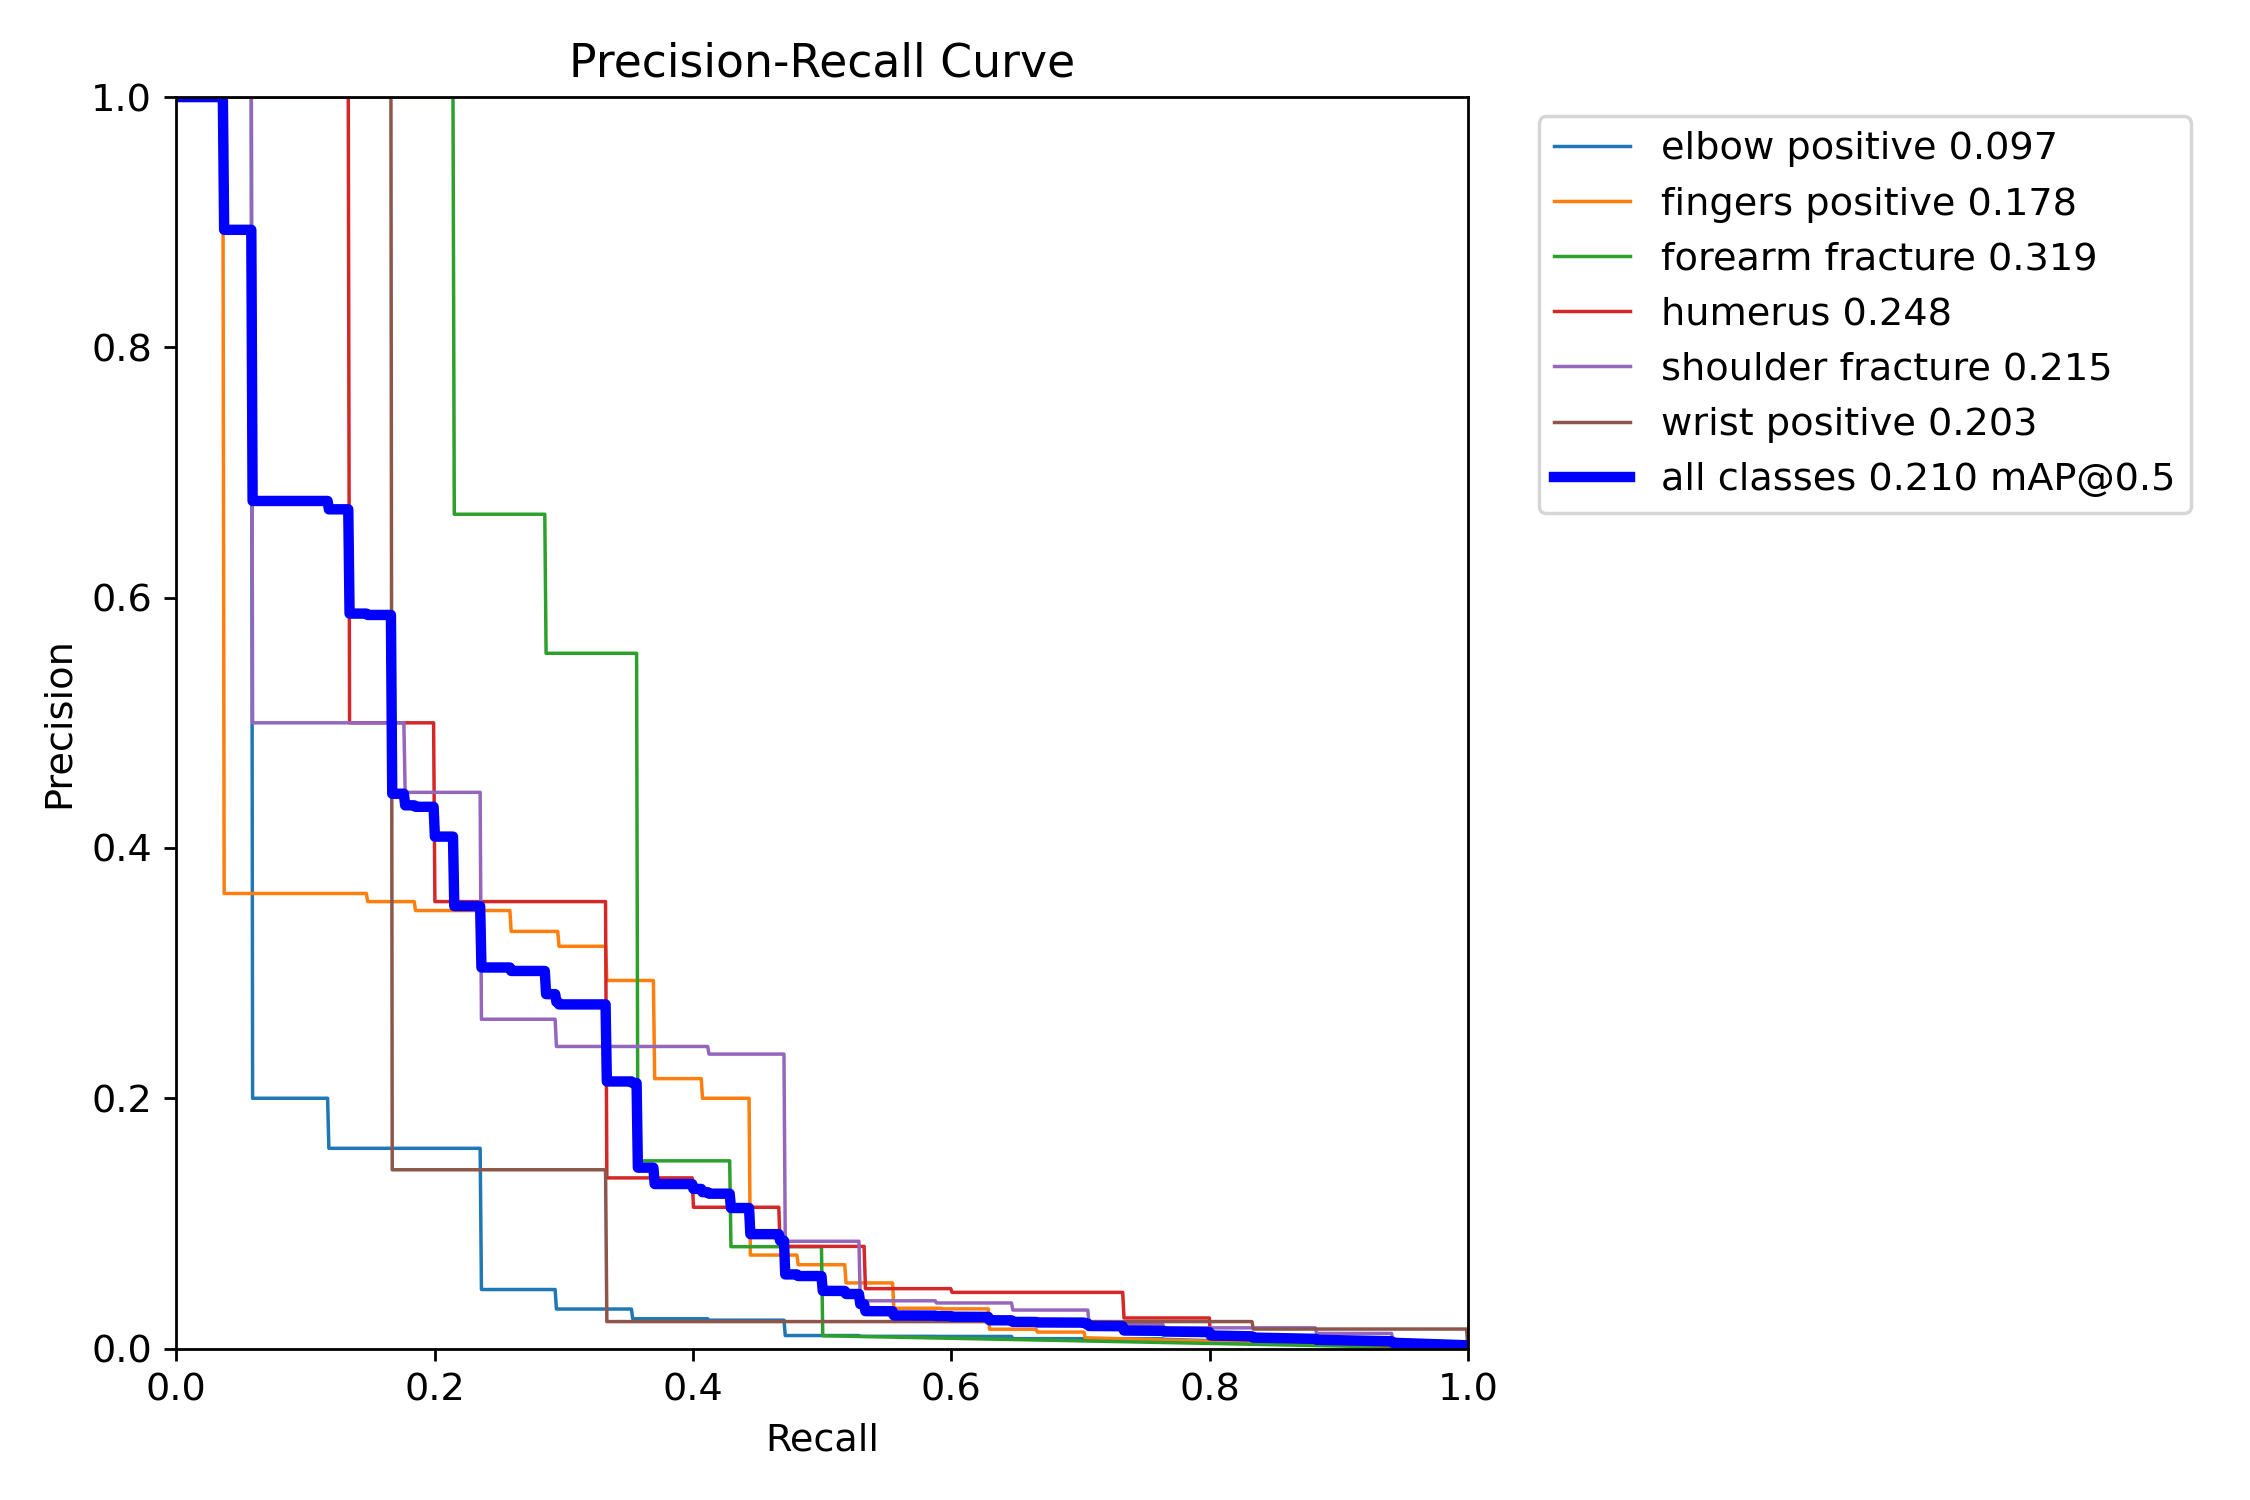 Precision-Recall Curve
1.0
0.8
0.6
0.4
0.2
0.0
Precision
0.0 0.2 0.4 0.6 0.8 1.0
Recall
elbow positive 0.097
fingers positive 0.178
forearm fracture 0.319
humerus 0.248
shoulder fracture 0.215
wrist positive 0.203
all classes 0.210 mAP@0.5